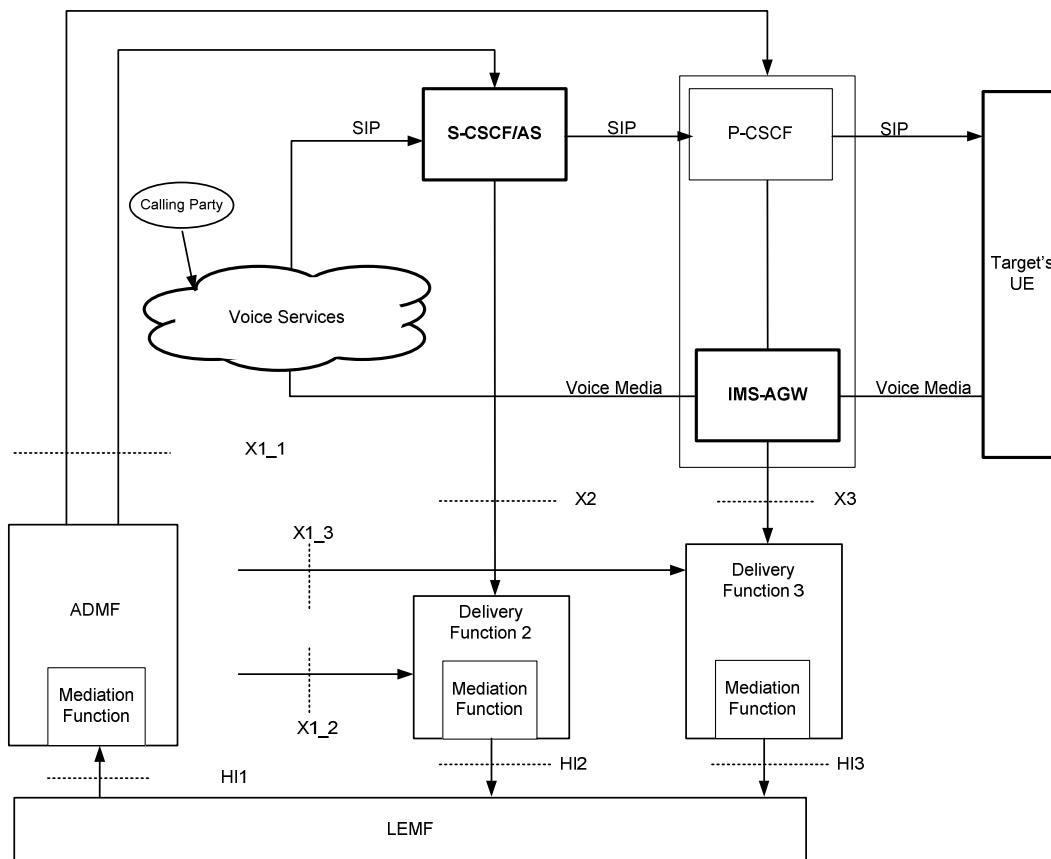 SIP
S-CSCF/AS
SIP
P-CSCF
SIP
Calling Party
Voice Services
Target's
UE
Voice Media
IMS-AGW
Voice Media
X1_1
X2
X3
X1_3
ADMF
Delivery
Function 2
Delivery
Function 3
Mediation
Function
Mediation
Function
Mediation
Function
X1_2
HI1
HI2
HI3
LEMF